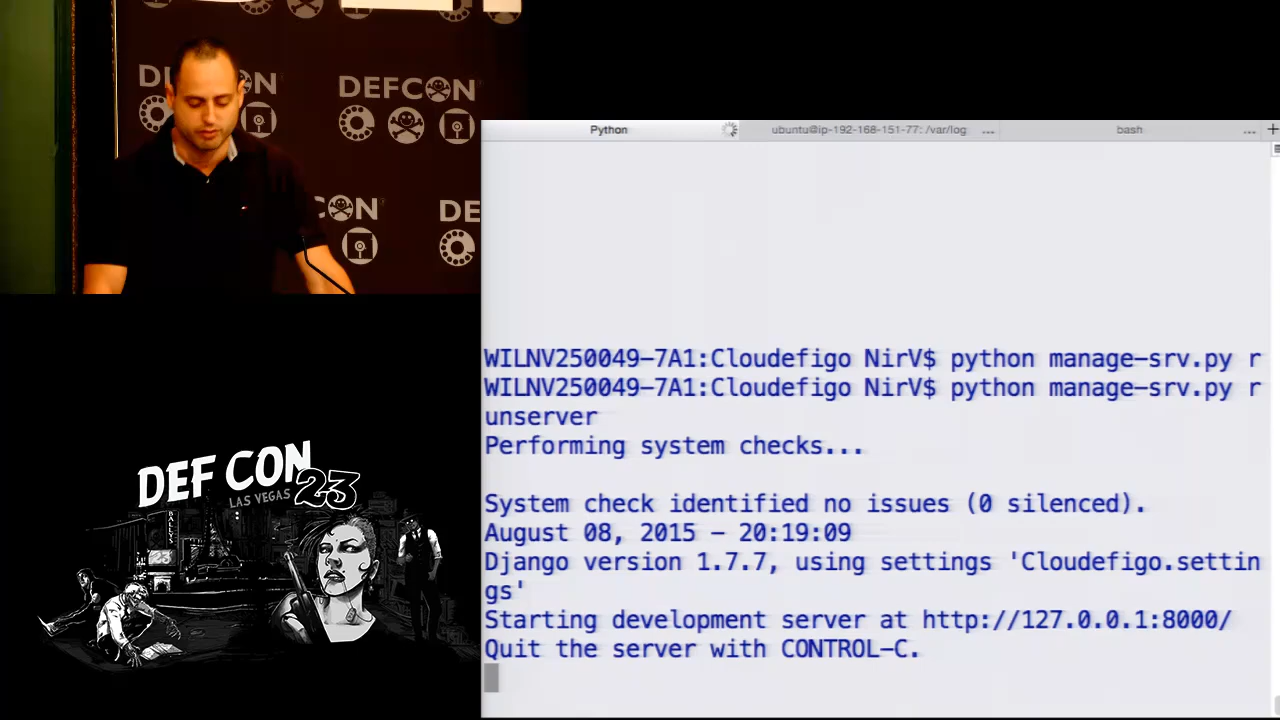 DEFCON
DEFCON
DE
DEF CON
LAS VEGAS 23
BALLYS
Python
ubuntu@ip-192-168-151-77: /var/log ...
bash ... +
WILNV250049-7A1:Cloudefigo NirV$ python manage-srv.py r
WILNV250049-7A1:Cloudefigo NirV$ python manage-srv.py r
unserver
Performing system checks...
System check identified no issues (0 silenced).
August 08, 2015 - 20:19:09
Django version 1.7.7, using settings 'Cloudefigo.settin
gs'
Starting development server at http://127.0.0.1:8000/
Quit the server with CONTROL-C.